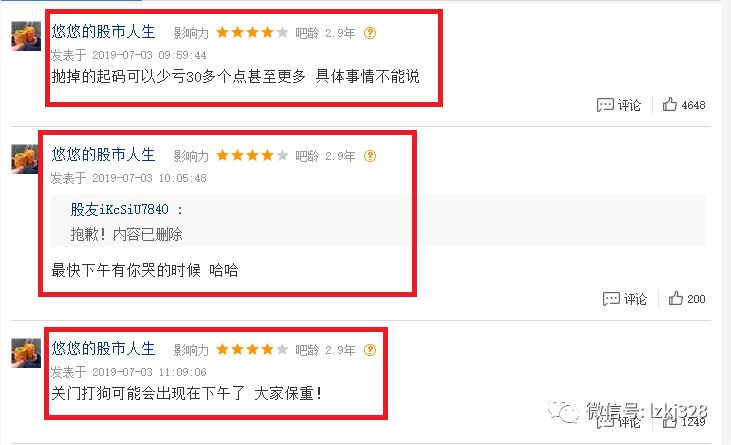 悠悠的股市人生 影响力 吧龄 2.9年
发表于 2019-07-03 09:59:44
抛掉的起码可以少亏30多个点甚至更多 具体事情不能说
评论 4648
悠悠的股市人生 影响力 吧龄 2.9年
发表于 2019-07-03 10:05:48
股友iKcSiU7840 :
抱歉！内容已删除
最快下午有你哭的时候 哈哈
评论 200
悠悠的股市人生 影响力 吧龄 2.9年
发表于 2019-07-03 11:09:06
关门打狗可能会出现在下午了 大家保重！
微信号: lzkj328
评论 1249